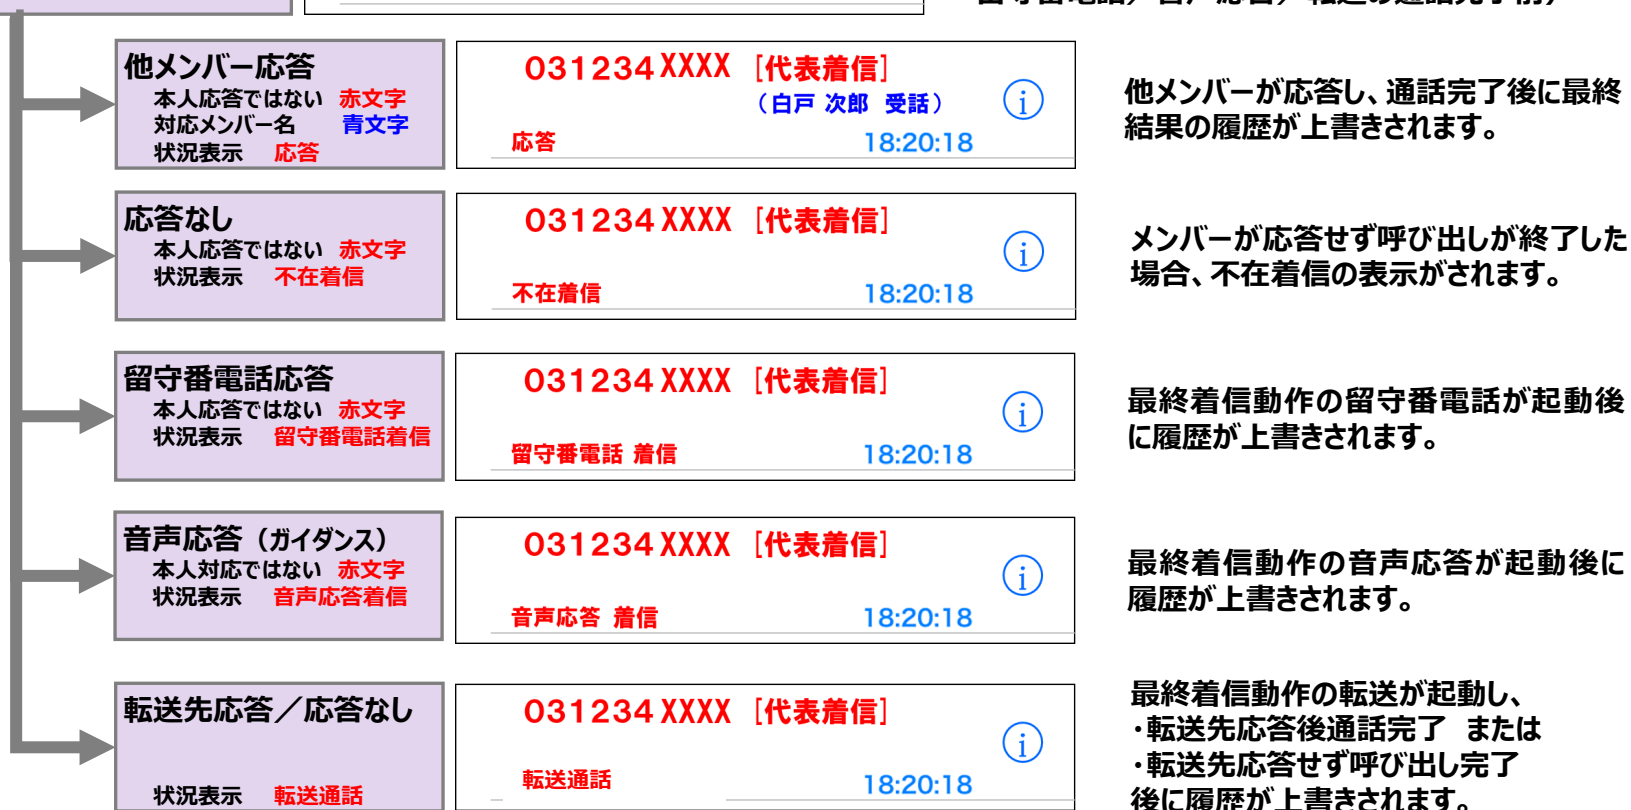 他メンバー応答
本人応答ではない 赤文字
対応メンバー名 青文字
状況表示 応答
031234XXXX [代表着信]
（白戸 次郎 受話）
応答 18:20:18
他メンバーが応答し、通話完了後に最終
結果の履歴が上書きされます。
応答なし
本人応答ではない 赤文字
状況表示 不在着信
031234XXXX [代表着信]
不在着信 18:20:18
メンバーが応答せず呼び出しが終了した
場合、不在着信の表示がされます。
留守番電話応答
本人応答ではない 赤文字
状況表示 留守番電話着信
031234XXXX [代表着信]
留守番電話 着信 18:20:18
最終着信動作の留守番電話が起動後
に履歴が上書きされます。
音声応答（ガイダンス）
本人対応ではない 赤文字
状況表示 音声応答着信
031234XXXX [代表着信]
音声応答 着信 18:20:18
最終着信動作の音声応答が起動後に
履歴が上書きされます。
転送先応答／応答なし
状況表示 転送通話
031234XXXX [代表着信]
転送通話 18:20:18
最終着信動作の転送が起動し、
・転送先応答後通話完了 または
・転送先応答せず呼び出し完了
後に履歴が上書きされます。